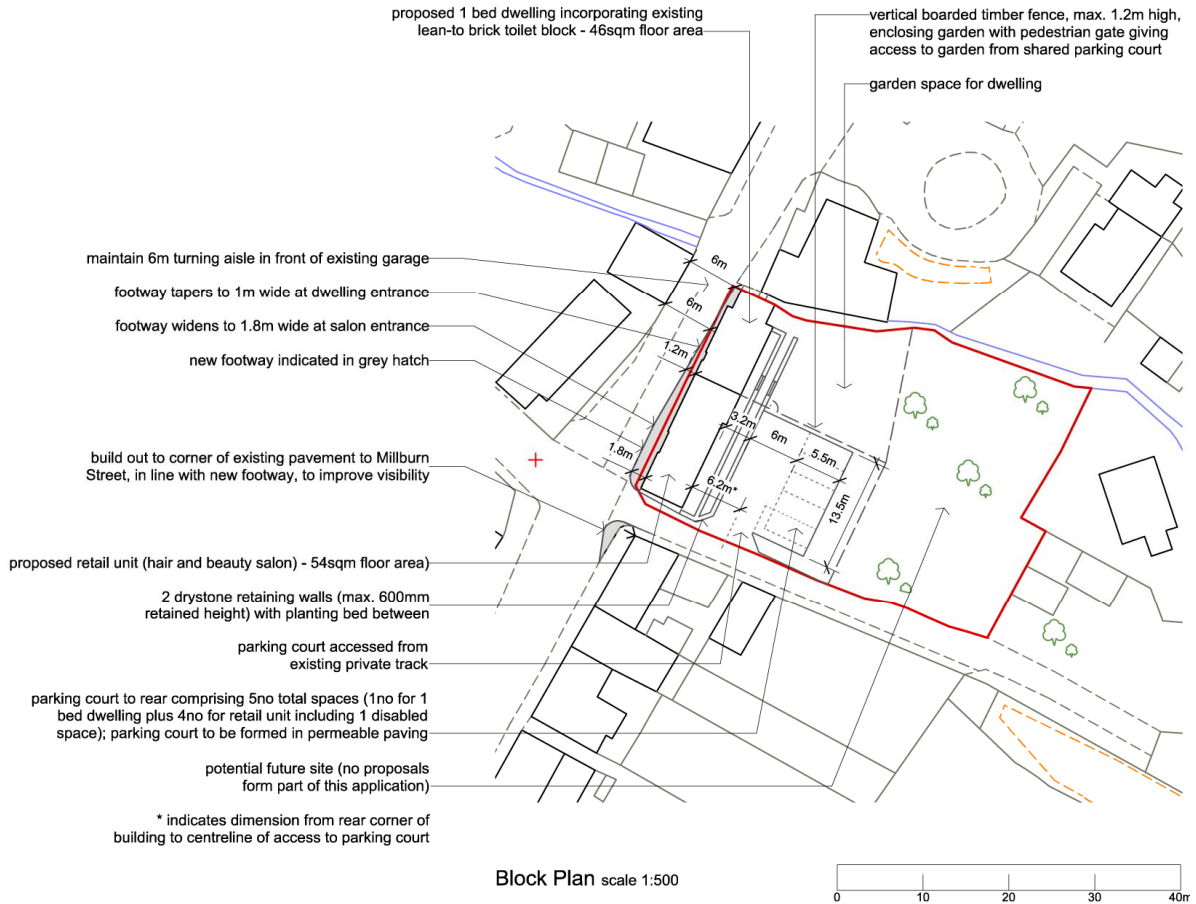 proposed 1 bed dwelling incorporating existing
lean-to brick toilet block - 46sqm floor area
vertical boarded timber fence, max. 1.2m high,
enclosing garden with pedestrian gate giving
access to garden from shared parking court
garden space for dwelling
maintain 6m turning aisle in front of existing garage
footway tapers to 1m wide at dwelling entrance
footway widens to 1.8m wide at salon entrance
new footway indicated in grey hatch
build out to corner of existing pavement to Millburn
Street, in line with new footway, to improve visibility
proposed retail unit (hair and beauty salon) - 54sqm floor area)
2 drystone retaining walls (max. 600mm
retained height) with planting bed between
parking court accessed from
existing private track
parking court to rear comprising 5no total spaces (1no for 1
bed dwelling plus 4no for retail unit including 1 disabled
space); parking court to be formed in permeable paving
potential future site (no proposals
form part of this application)
* indicates dimension from rear corner of
building to centreline of access to parking court
6m
6m
1.2m
3.2m
6m
5.5m
1.8m
6.2m*
13.5m
Block Plan scale 1:500
0 10 20 30 40m